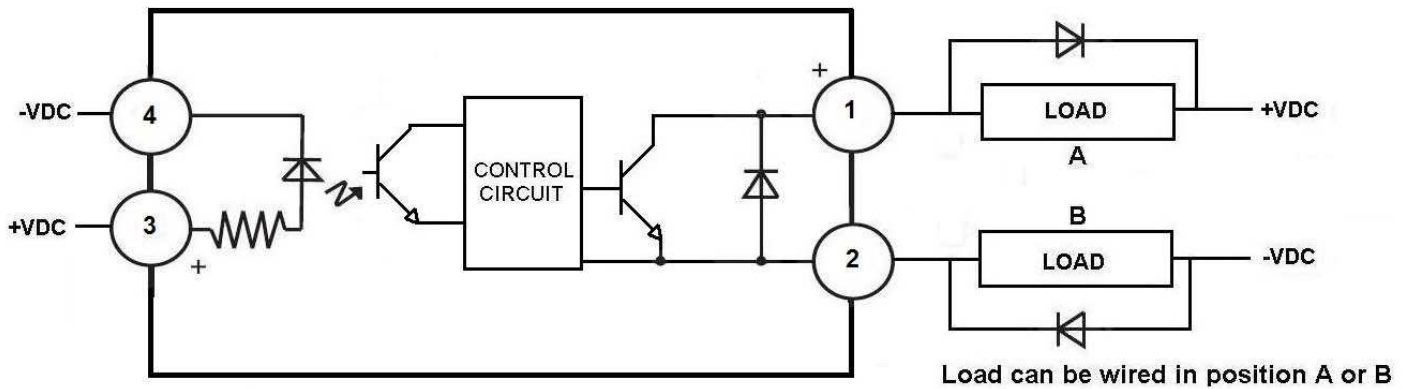 +
LOAD
A
-VDC
4
1
+VDC
CONTROL
CIRCUIT
+VDC
3
+
2
B
LOAD
-VDC
Load can be wired in position A or B